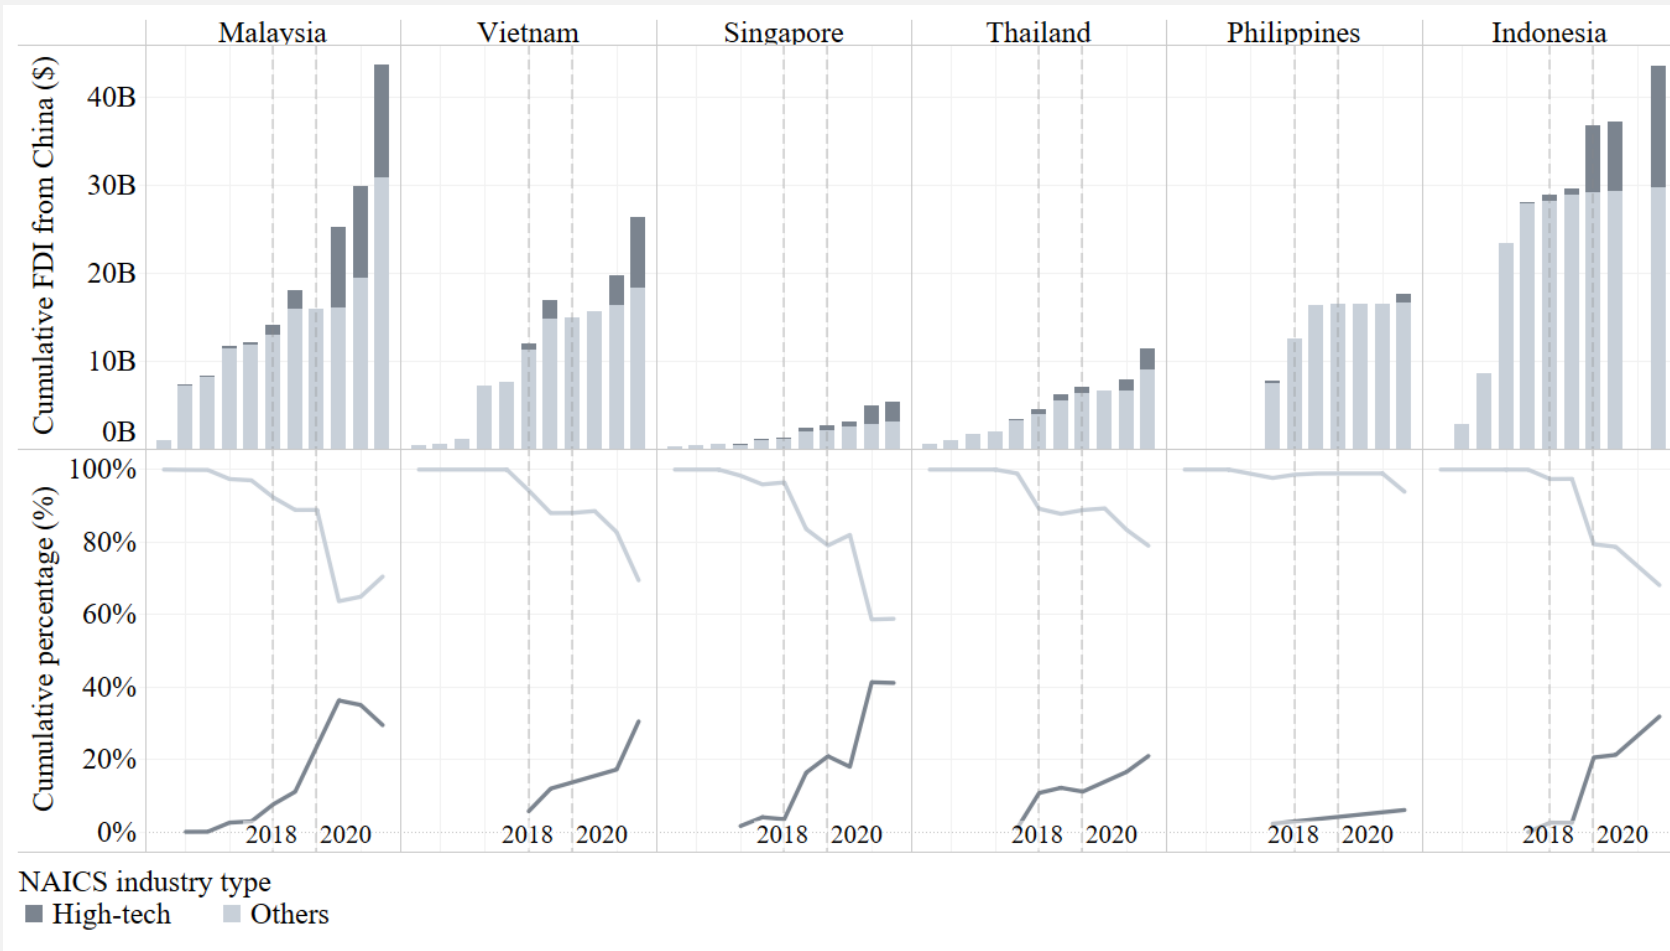 Malaysia Vietnam Singapore Thailand Philippines Indonesia
Cumulative FDI from China ($)
40B
30B
20B
10B
0B
Cumulative percentage (%)
100%
80%
60%
40%
20%
0%
2018 2020 2018 2020 2018 2020 2018 2020 2018 2020 2018 2020
NAICS industry type
High-tech Others